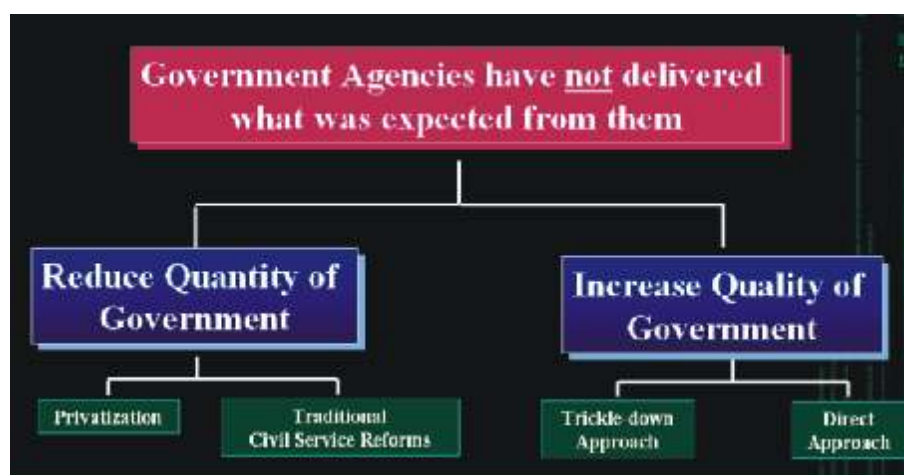 Government Agencies have not delivered
what was expected from them
Reduce Quantity of
Government
Increase Quality of
Government
Privatization
Traditional
Civil Service Reforms
Trickle-down
Approach
Direct
Approach